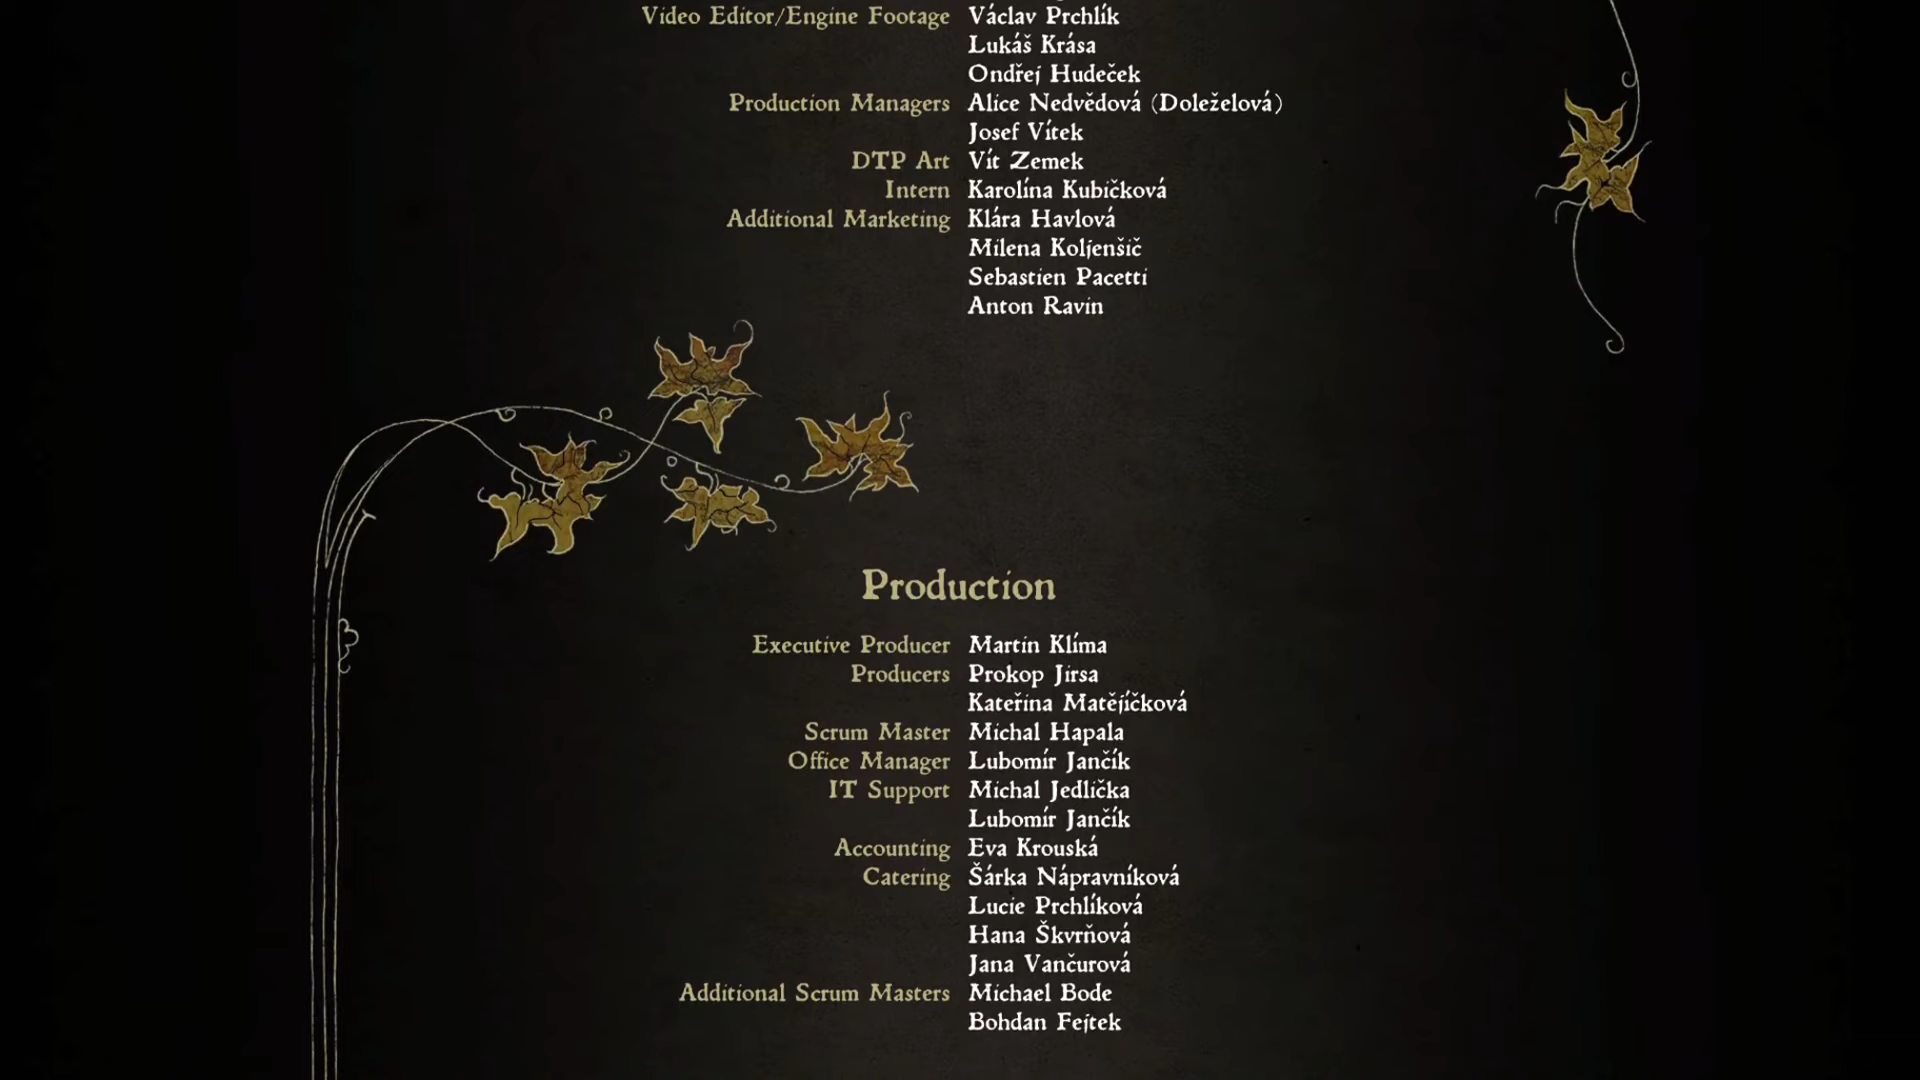 Video Editor/Engine Footage Václav Prchlík
Lukáš Krása
Ondřej Hudeček
Production Managers Alice Nedvědová (Doleželová)
Josef Vítek
DTP Art Vít Zemek
Intern Karolína Kubičková
Additional Marketing Klára Havlová
Milena Koljenšič
Sebastien Pacetti
Anton Ravin
Production
Executive Producer Martin Klíma
Producers Prokop Jirsa
Kateřina Matějíčková
Scrum Master Michal Hapala
Office Manager Lubomír Jančík
IT Support Michal Jedlička
Lubomír Jančík
Accounting Eva Krouská
Catering Šárka Nápravníková
Lucie Prchlíková
Hana Škvrňová
Jana Vančurová
Additional Scrum Masters Michael Bode
Bohdan Fejtek